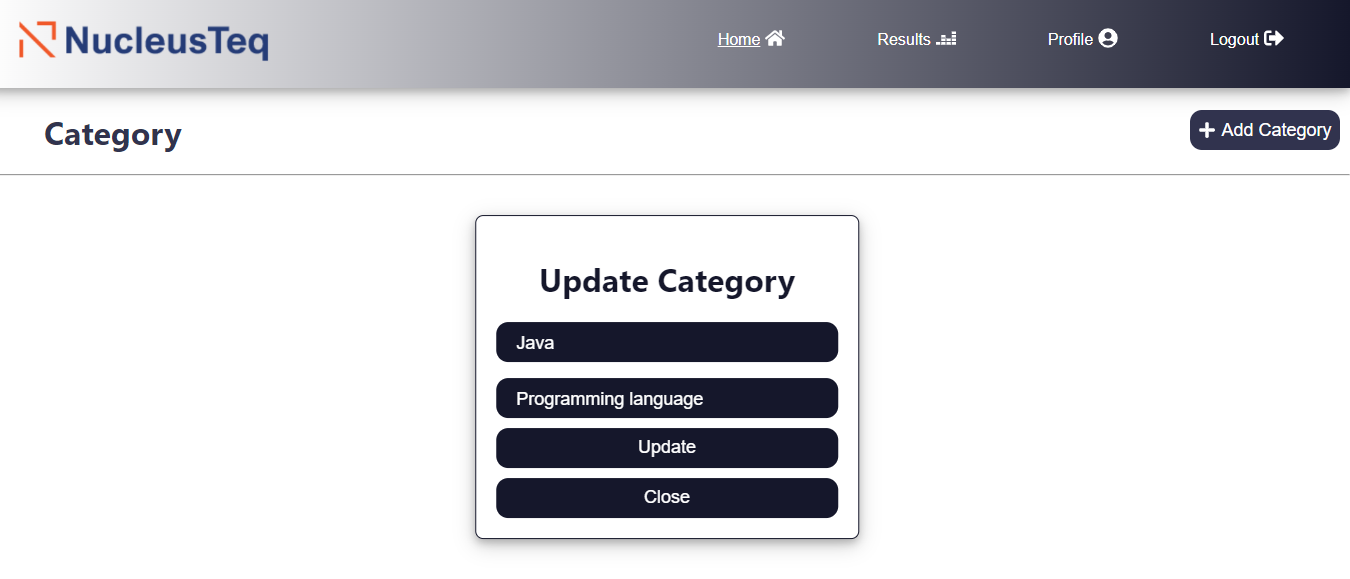 NucleusTeq
Home Results Profile Logout
Category
Add Category
Update Category
Java
Programming language
Update
Close